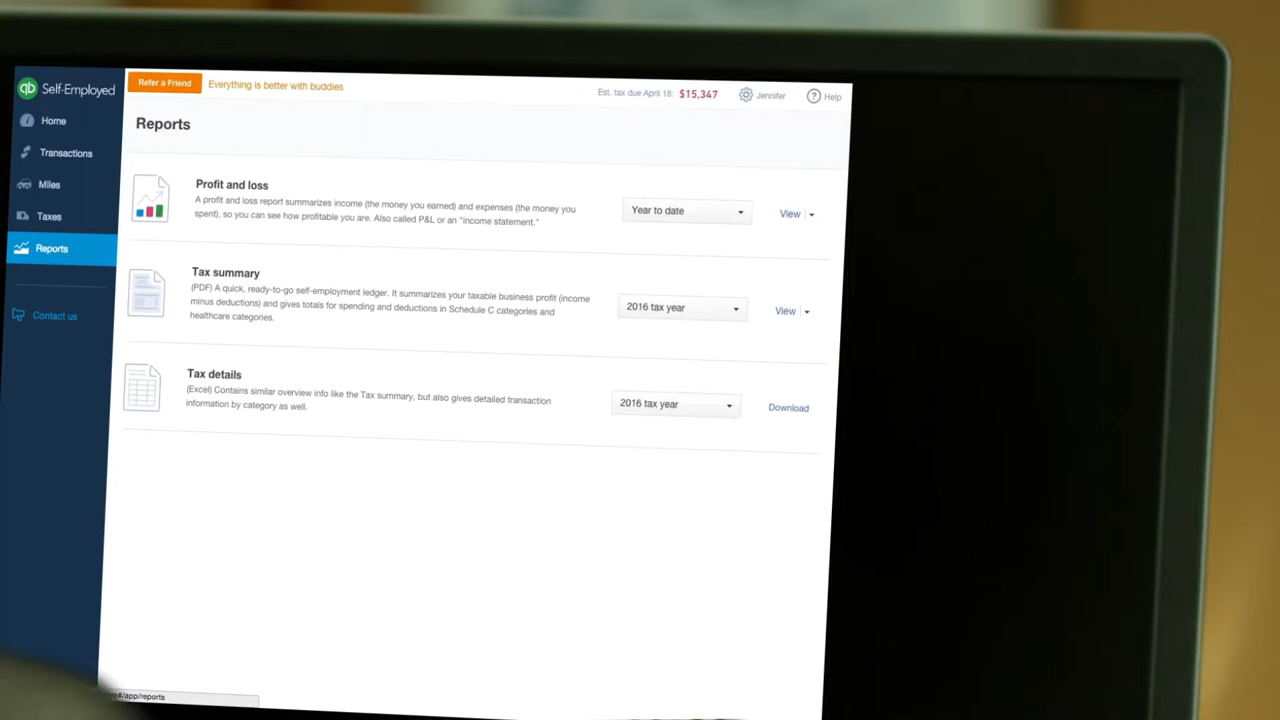 qb Self-Employed
Refer a Friend
Everything is better with buddies
Est. tax due April 18: $15,347
Jennifer
? Help
Home
Transactions
Miles
Taxes
Reports
Contact us
Reports
Profit and loss
A profit and loss report summarizes income (the money you earned) and expenses (the money you
spent), so you can see how profitable you are. Also called P&L or an "income statement."
Year to date
View
Tax summary
(PDF) A quick, ready-to-go self-employment ledger. It summarizes your taxable business profit (income
minus deductions) and gives totals for spending and deductions in Schedule C categories and
healthcare categories.
2016 tax year
View
Tax details
(Excel) Contains similar overview info like the Tax summary, but also gives detailed transaction
information by category as well.
2016 tax year
Download
#/app/reports